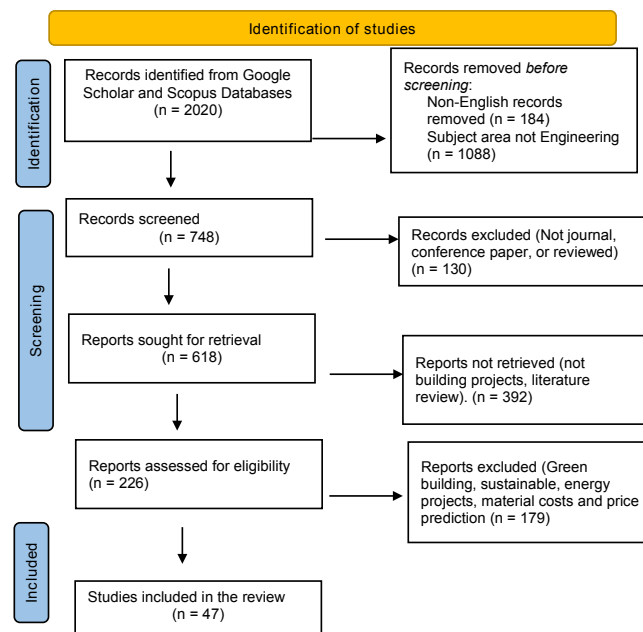 Identification of studies
Identification
Records identified from Google
Scholar and Scopus Databases
(n = 2020)
Records removed before
screening:
Non-English records
removed (n = 184)
Subject area not Engineering
(n = 1088)
Screening
Records screened
(n = 748)
Records excluded (Not journal,
conference paper, or reviewed)
(n = 130)
Reports sought for retrieval
(n = 618)
Reports not retrieved (not
building projects, literature
review). (n = 392)
Reports assessed for eligibility
(n = 226)
Reports excluded (Green
building, sustainable, energy
projects, material costs and price
prediction (n = 179)
Included
Studies included in the review
(n = 47)